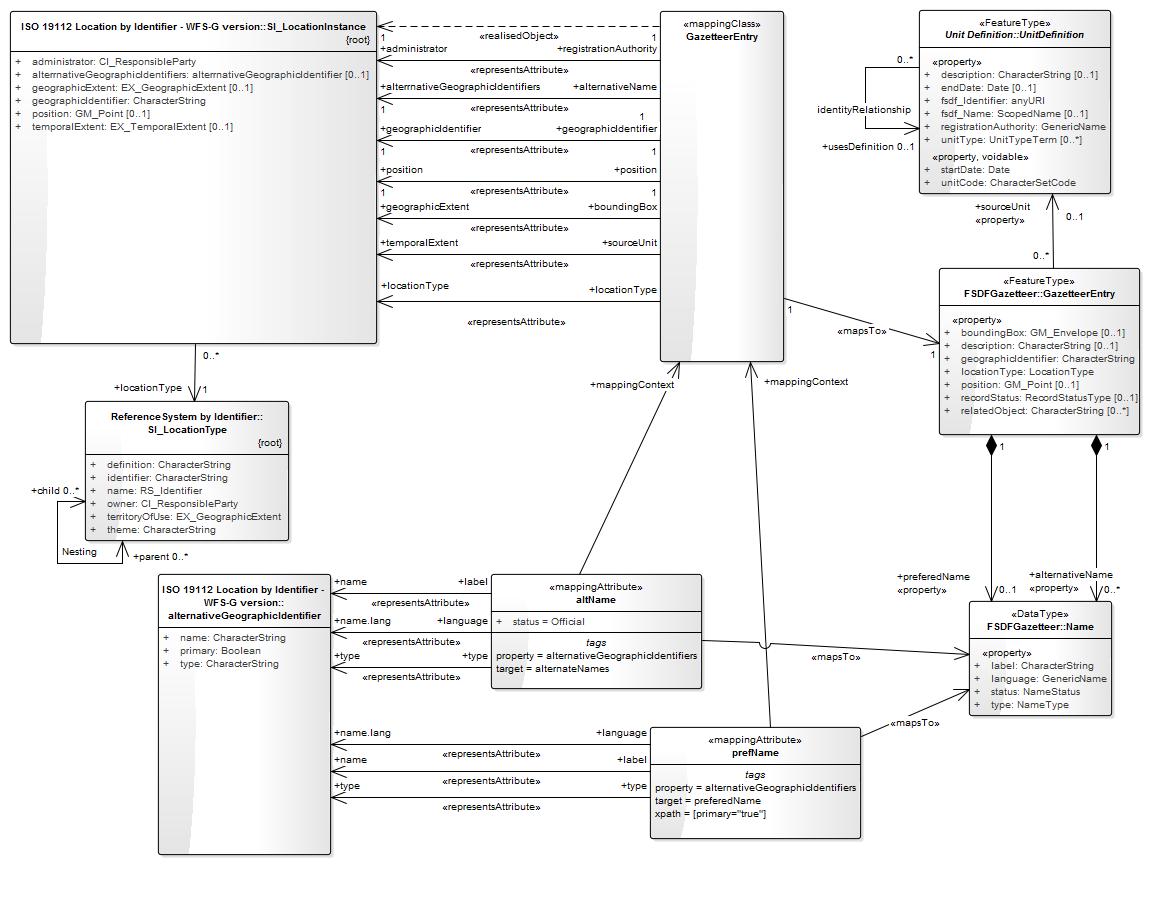 ISO 19112 Location by Identifier - WFS-G version::SI_LocationInstance
{root}
+ administrator: CI_ResponsibleParty
+ alternativeGeographicIdentifiers: alternativeGeographicIdentifier [0..1]
+ geographicExtent: EX_GeographicExtent [0..1]
+ geographicIdentifier: CharacterString
+ position: GM_Point [0..1]
+ temporalExtent: EX_TemporalExtent [0..1]
«realisedObject»
1 1
+administrator +registrationAuthority
«representsAttribute»
+alternativeGeographicIdentifiers +alternativeName
«representsAttribute»
1 1
+geographicIdentifier +geographicIdentifier
«representsAttribute»
1 1
+position +position
«representsAttribute»
1 1
+geographicExtent +boundingBox
«representsAttribute»
+temporalExtent +sourceUnit
«representsAttribute»
+locationType +locationType
«representsAttribute»
«mappingClass»
GazetteerEntry
«FeatureType»
Unit Definition::UnitDefinition
«property»
+ description: CharacterString [0..1]
+ endDate: Date [0..1]
+ fsdf_Identifier: anyURI
+ fsdf_Name: ScopedName [0..1]
+ registrationAuthority: GenericName
+ unitType: UnitTypeTerm [0..*]
«property, voidable»
+ startDate: Date
+ unitCode: CharacterSetCode
0..*
identityRelationship
+usesDefinition 0..1
+sourceUnit
«property»
0..1
0..*
«FeatureType»
FSDFGazetteer::GazetteerEntry
«property»
+ boundingBox: GM_Envelope [0..1]
+ description: CharacterString [0..1]
+ geographicIdentifier: CharacterString
+ locationType: LocationType
+ position: GM_Point [0..1]
+ recordStatus: RecordStatusType [0..1]
+ relatedObject: CharacterString [0..*]
1
«mapsTo»
1
0..*
+locationType 1
ReferenceSystem by Identifier::
SI_LocationType
{root}
+ definition: CharacterString
+ identifier: CharacterString
+ name: RS_Identifier
+ owner: CI_ResponsibleParty
+ territoryOfUse: EX_GeographicExtent
+ theme: CharacterString
+child 0..*
Nesting
+parent 0..*
+mappingContext
+mappingContext
1 1
+preferedName
«property»
0..1
+alternativeName
«property»
0..*
ISO 19112 Location by Identifier -
WFS-G version::
alternativeGeographicIdentifier
+ name: CharacterString
+ primary: Boolean
+ type: CharacterString
+name +label
«representsAttribute»
+name.lang +language
«representsAttribute»
+type +type
«representsAttribute»
«mappingAttribute»
altName
+ status = Official
tags
property = alternativeGeographicIdentifiers
target = alternateNames
«mapsTo»
«DataType»
FSDFGazetteer::Name
«property»
+ label: CharacterString
+ language: GenericName
+ status: NameStatus
+ type: NameType
«mapsTo»
+name.lang +language
«representsAttribute»
+name +label
«representsAttribute»
+type +type
«representsAttribute»
«mappingAttribute»
prefName
tags
property = alternativeGeographicIdentifiers
target = preferedName
xpath = [primary="true"]